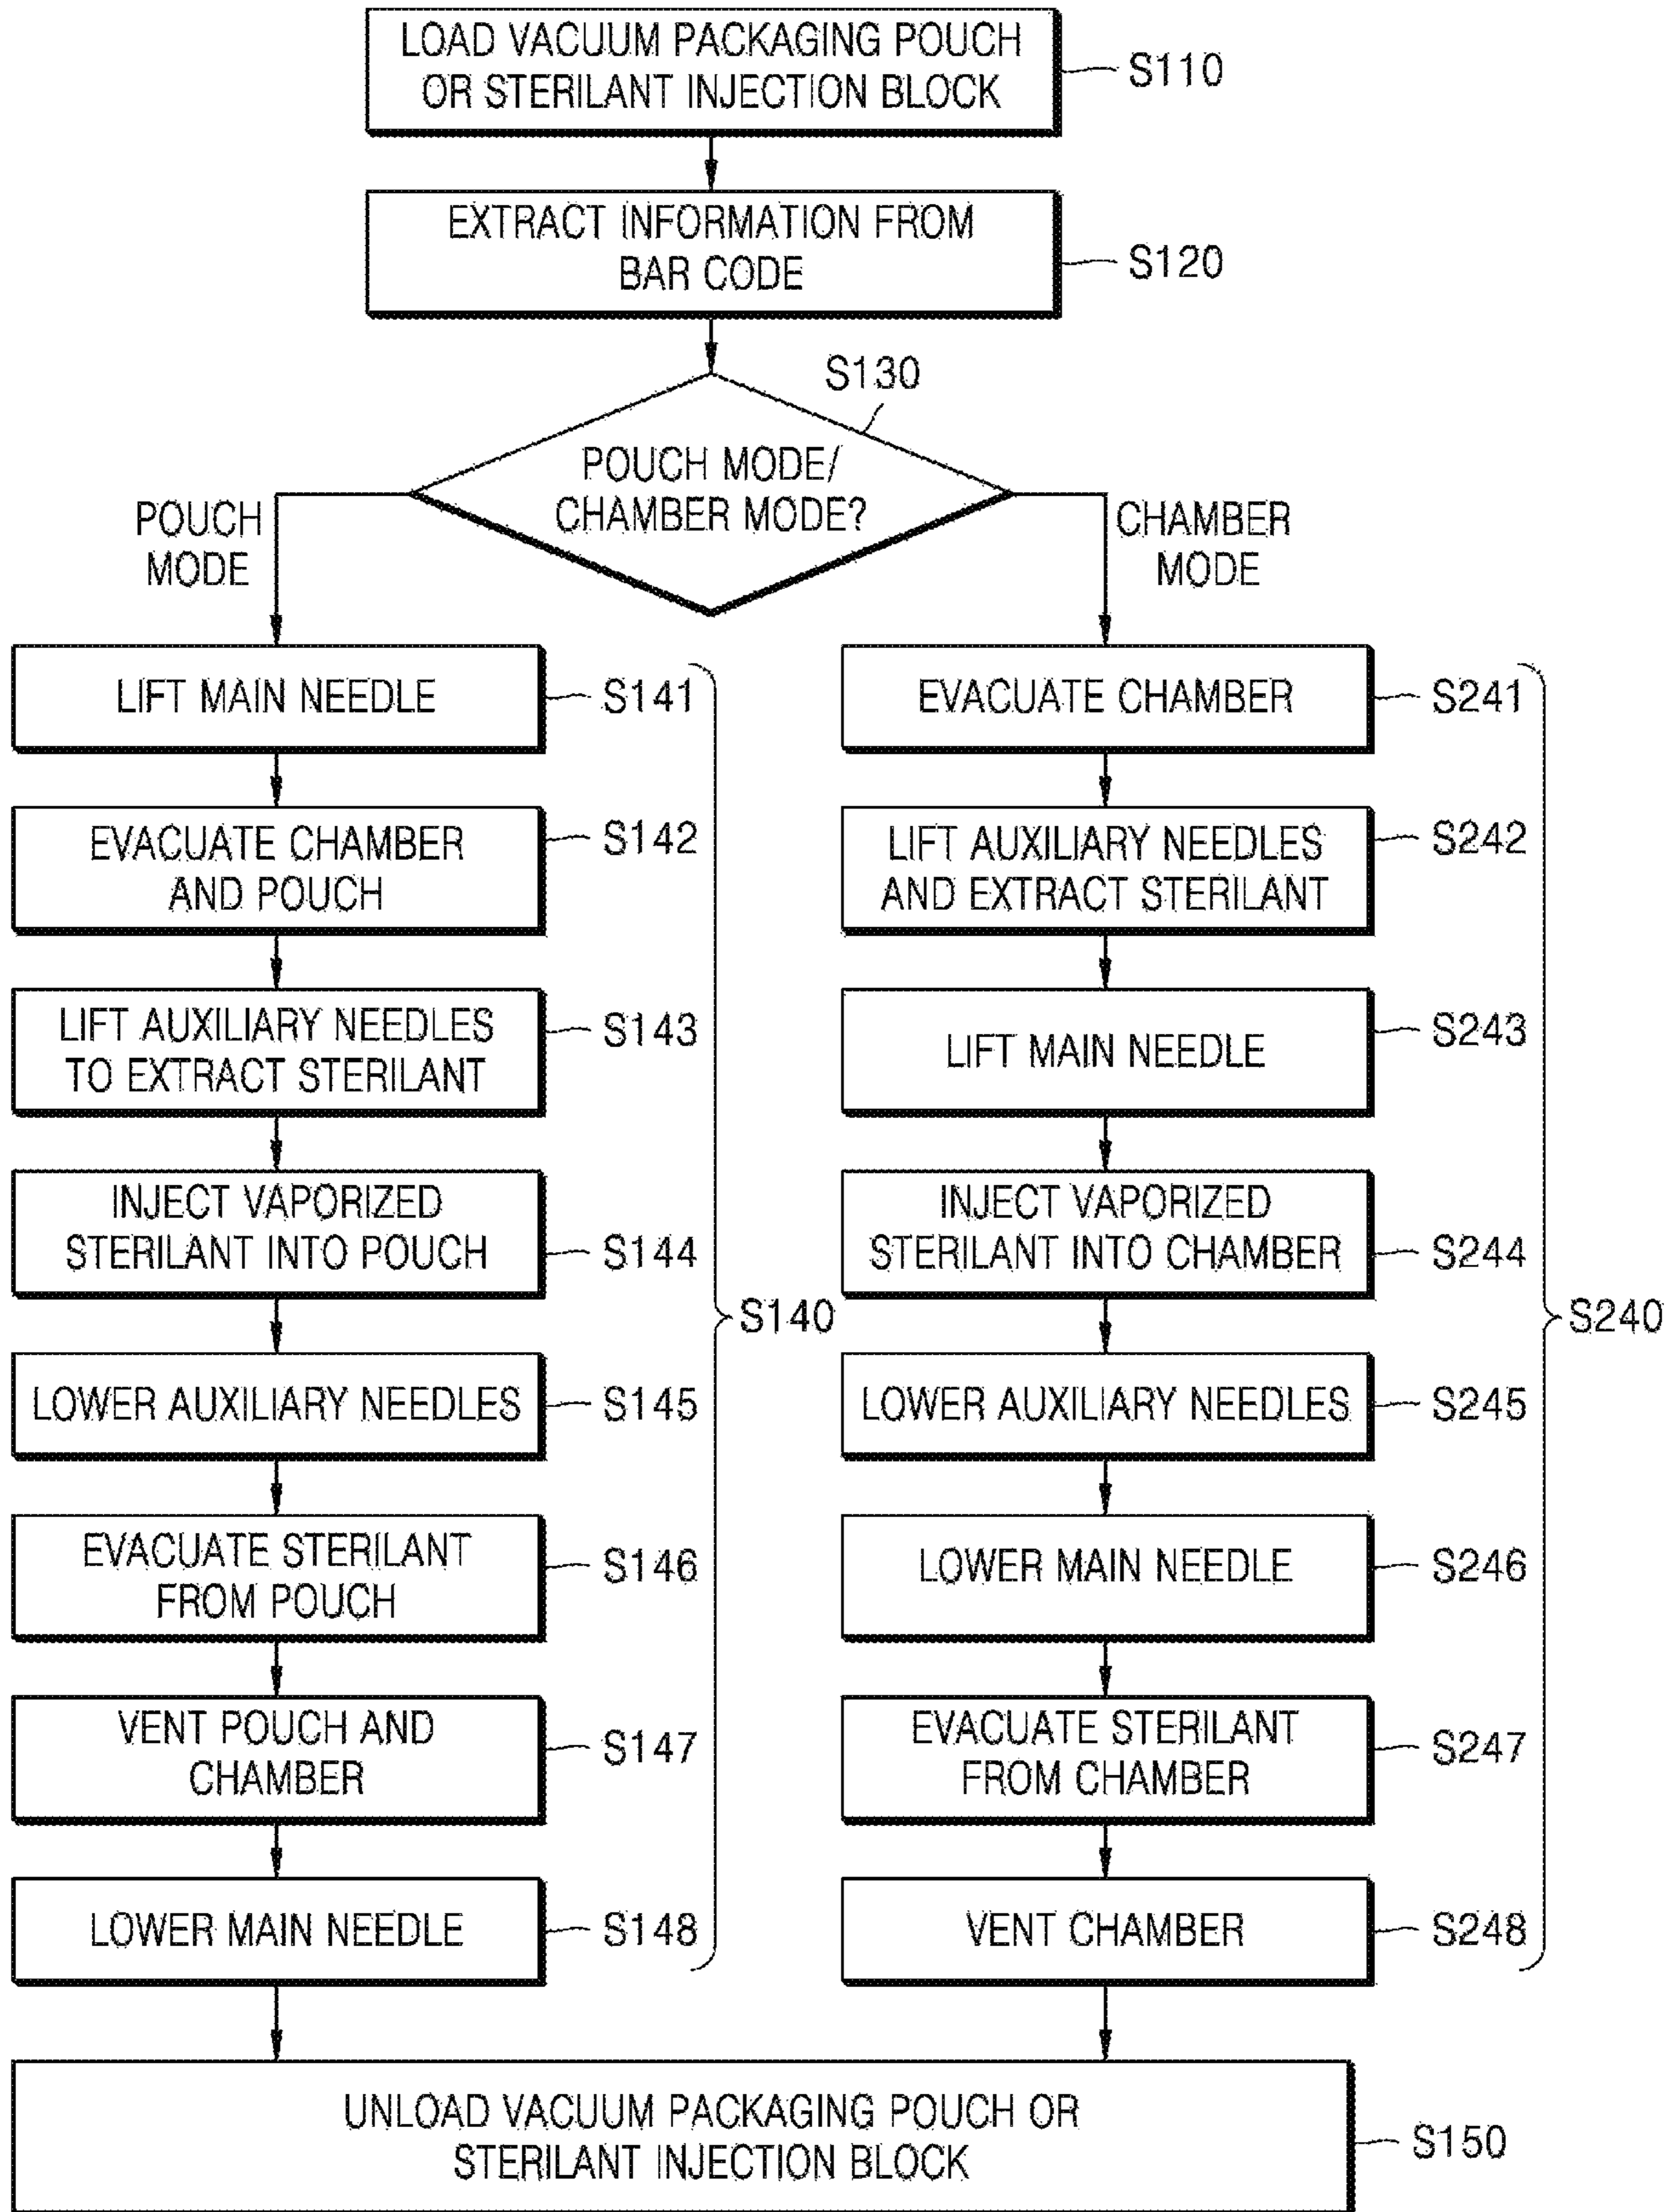 LOAD VACUUM PACKAGING POUCH
OR STERILANT INJECTION BLOCK
S110
EXTRACT INFORMATION FROM
BAR CODE
S120
S130
POUCH MODE/
CHAMBER MODE?
POUCH
MODE
CHAMBER
MODE
LIFT MAIN NEEDLE
S141
EVACUATE CHAMBER
AND POUCH
S142
LIFT AUXILIARY NEEDLES
TO EXTRACT STERILANT
S143
INJECT VAPORIZED
STERILANT INTO POUCH
S144
LOWER AUXILIARY NEEDLES
S145
EVACUATE STERILANT
FROM POUCH
S146
VENT POUCH AND
CHAMBER
S147
LOWER MAIN NEEDLE
S148
S140
EVACUATE CHAMBER
S241
LIFT AUXILIARY NEEDLES
AND EXTRACT STERILANT
S242
LIFT MAIN NEEDLE
S243
INJECT VAPORIZED
STERILANT INTO CHAMBER
S244
LOWER AUXILIARY NEEDLES
S245
LOWER MAIN NEEDLE
S246
EVACUATE STERILANT
FROM CHAMBER
S247
VENT CHAMBER
S248
S240
UNLOAD VACUUM PACKAGING POUCH OR
STERILANT INJECTION BLOCK
S150